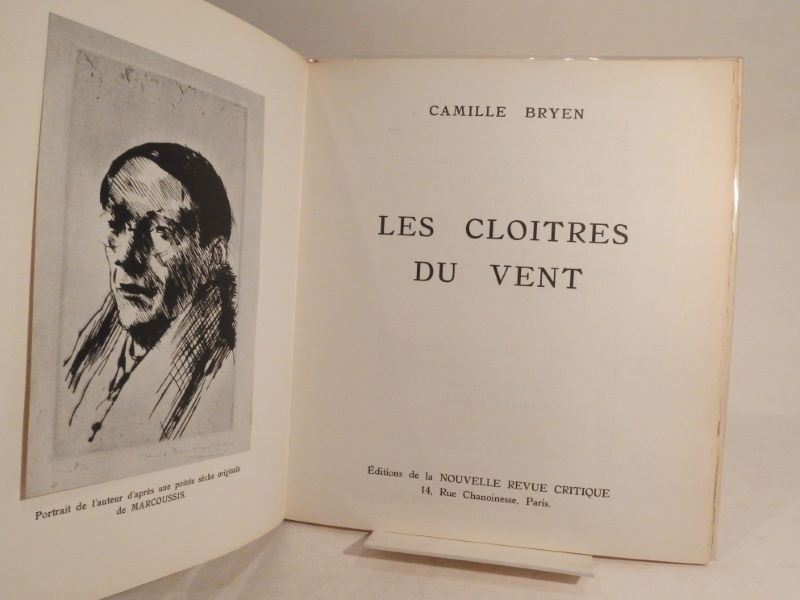 Portrait de l'auteur d'après une pointe sèche originale
de MARCOUSSIS.
CAMILLE BRYEN
LES CLOITRES
DU VENT
Éditions de la NOUVELLE REVUE CRITIQUE
14, Rue Chanoinesse, Paris.